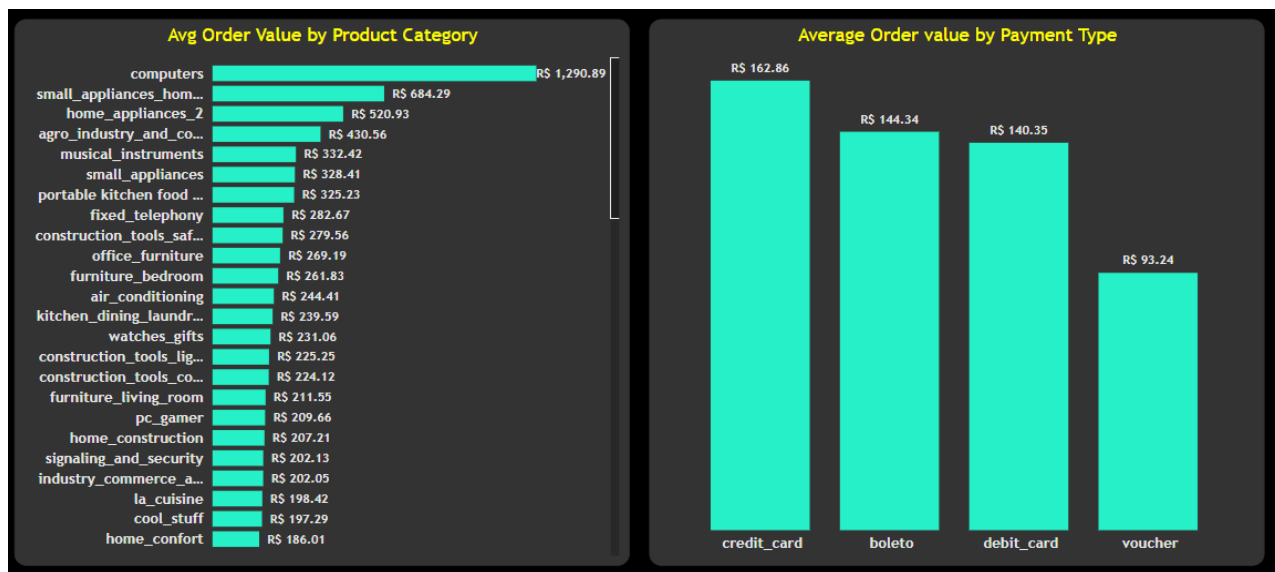 Avg Order Value by Product Category
computers R$ 1,290.89
small_appliances_hom... R$ 684.29
home_appliances_2 R$ 520.93
agro_industry_and_co... R$ 430.56
musical_instruments R$ 332.42
small_appliances R$ 328.41
portable kitchen food ... R$ 325.23
fixed_telephony R$ 282.67
construction_tools_saf... R$ 279.56
office_furniture R$ 269.19
furniture_bedroom R$ 261.83
air_conditioning R$ 244.41
kitchen_dining_laundr... R$ 239.59
watches_gifts R$ 231.06
construction_tools_lig... R$ 225.25
construction_tools_co... R$ 224.12
furniture_living_room R$ 211.55
pc_gamer R$ 209.66
home_construction R$ 207.21
signaling_and_security R$ 202.13
industry_commerce_a... R$ 202.05
la_cuisine R$ 198.42
cool_stuff R$ 197.29
home_confort R$ 186.01
Average Order value by Payment Type
R$ 162.86
R$ 144.34
R$ 140.35
R$ 93.24
credit_card boleto debit_card voucher